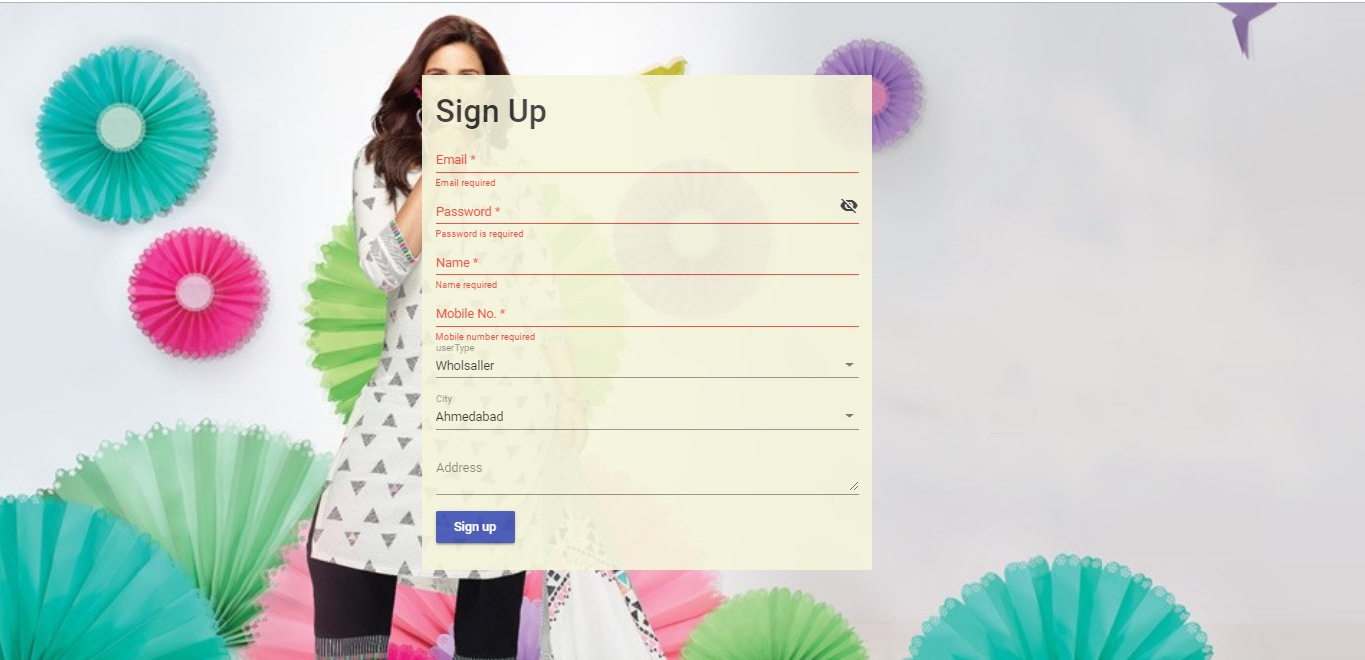 Sign Up
Email *
Email required
Password *
Password is required
Name *
Name required
Mobile No. *
Mobile number required
userType
Wholsaller
City
Ahmedabad
Address
Sign up